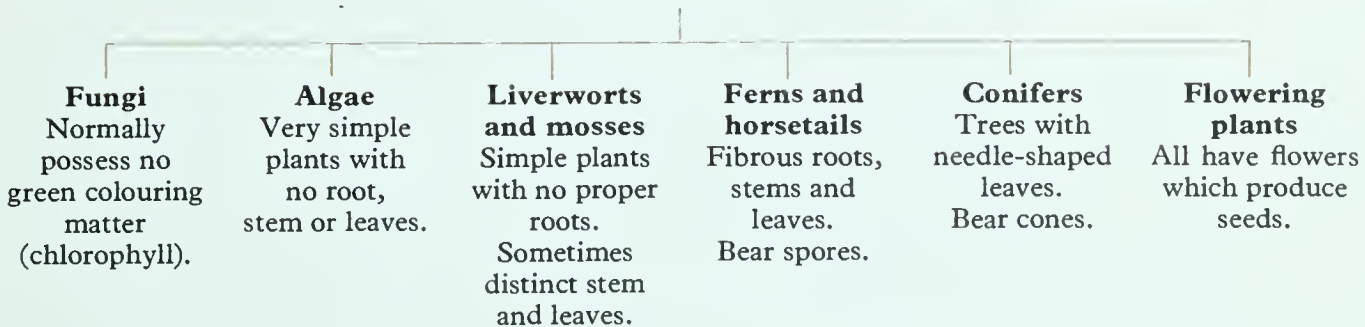 Fungi
Normally
possess no
green colouring
matter
(chlorophyll).
Algae
Very simple
plants with
no root,
stem or leaves.
Liverworts
and mosses
Simple plants
with no proper
roots.
Sometimes
distinct stem
and leaves.
Ferns and
horsetails
Fibrous roots,
stems and
leaves.
Bear spores.
Conifers
Trees with
needle-shaped
leaves.
Bear cones.
Flowering
plants
All have flowers
which produce
seeds.